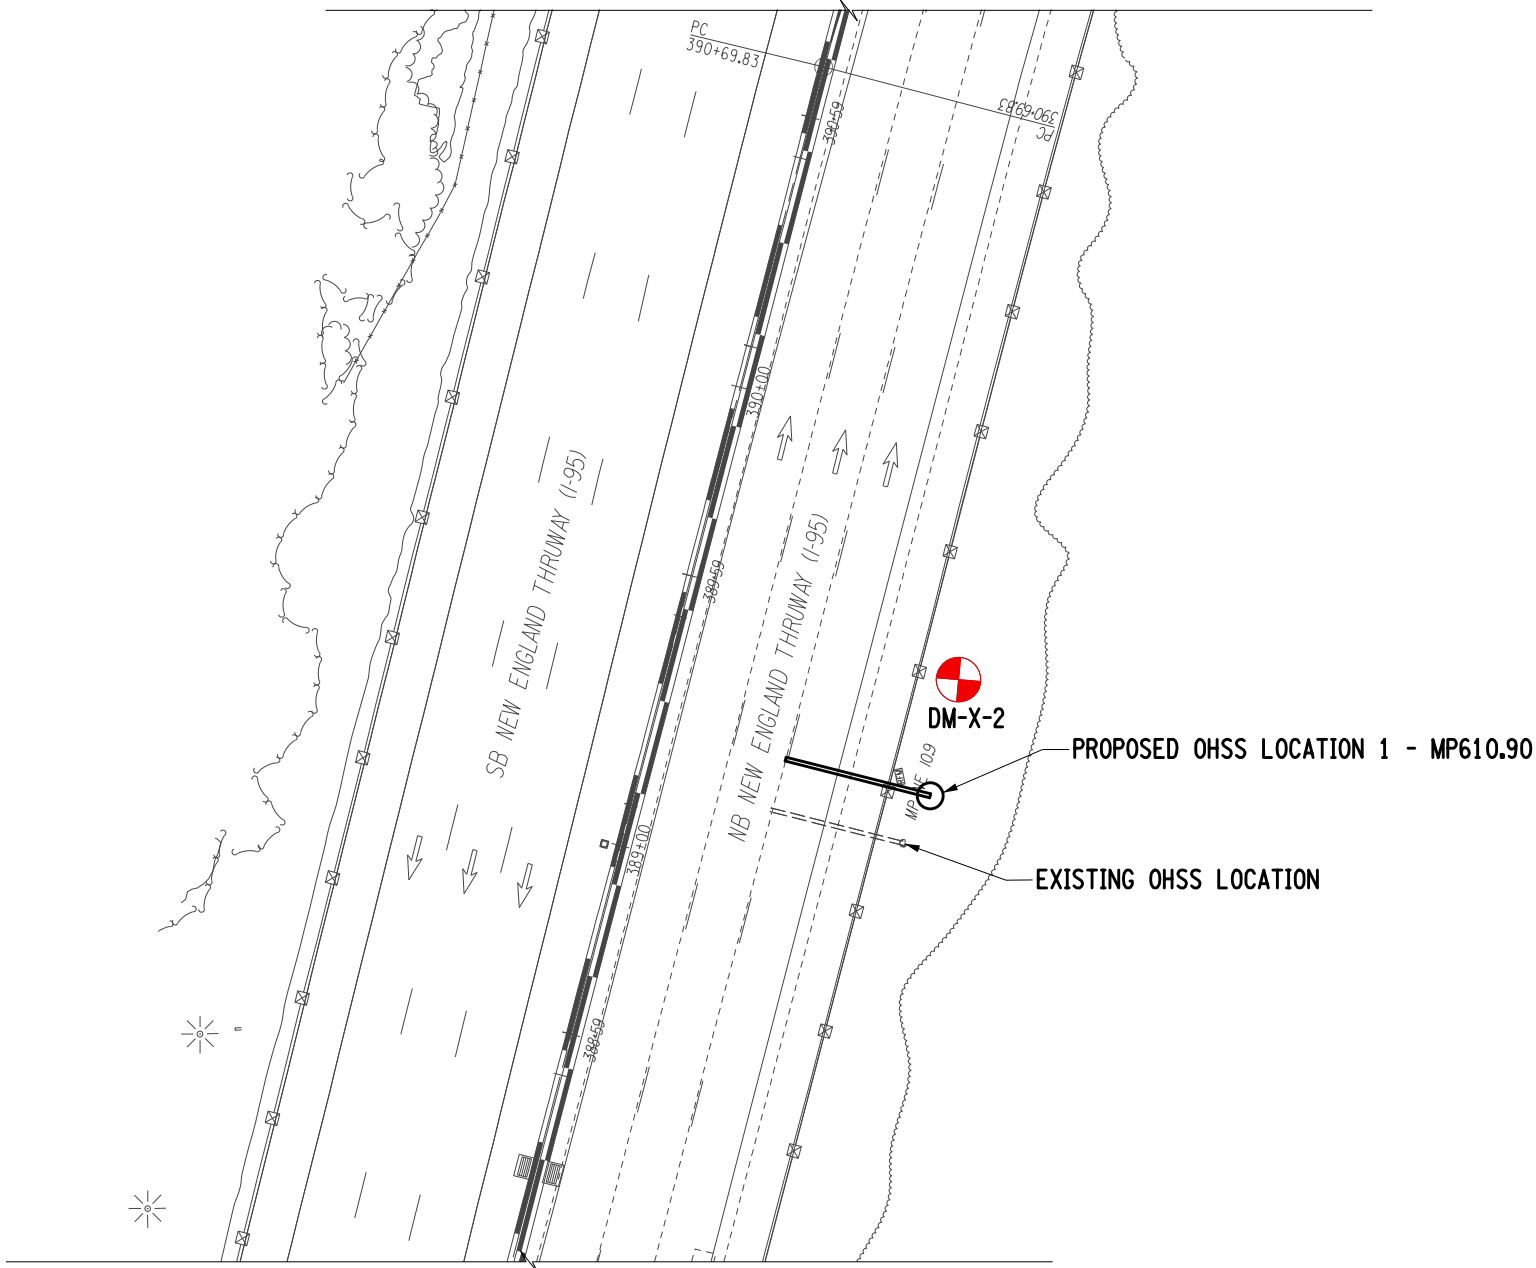 PC
390+69.83
390+69.83
PC
390+59
390+00
SB NEW ENGLAND THRUWAY (I-95)
NB NEW ENGLAND THRUWAY (I-95)
389+59
DM-X-2
PROPOSED OHSS LOCATION 1 - MP610.90
389+00
EXISTING OHSS LOCATION
388+59